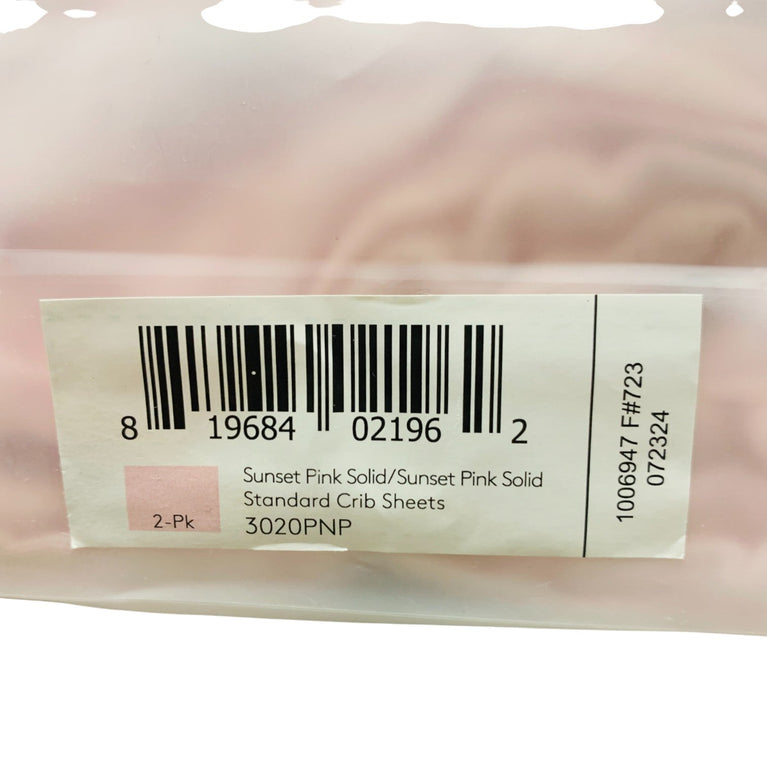 8 19684 02196 2
2-Pk
Sunset Pink Solid/Sunset Pink Solid
Standard Crib Sheets
3020PNP
1006947 F#723
072324